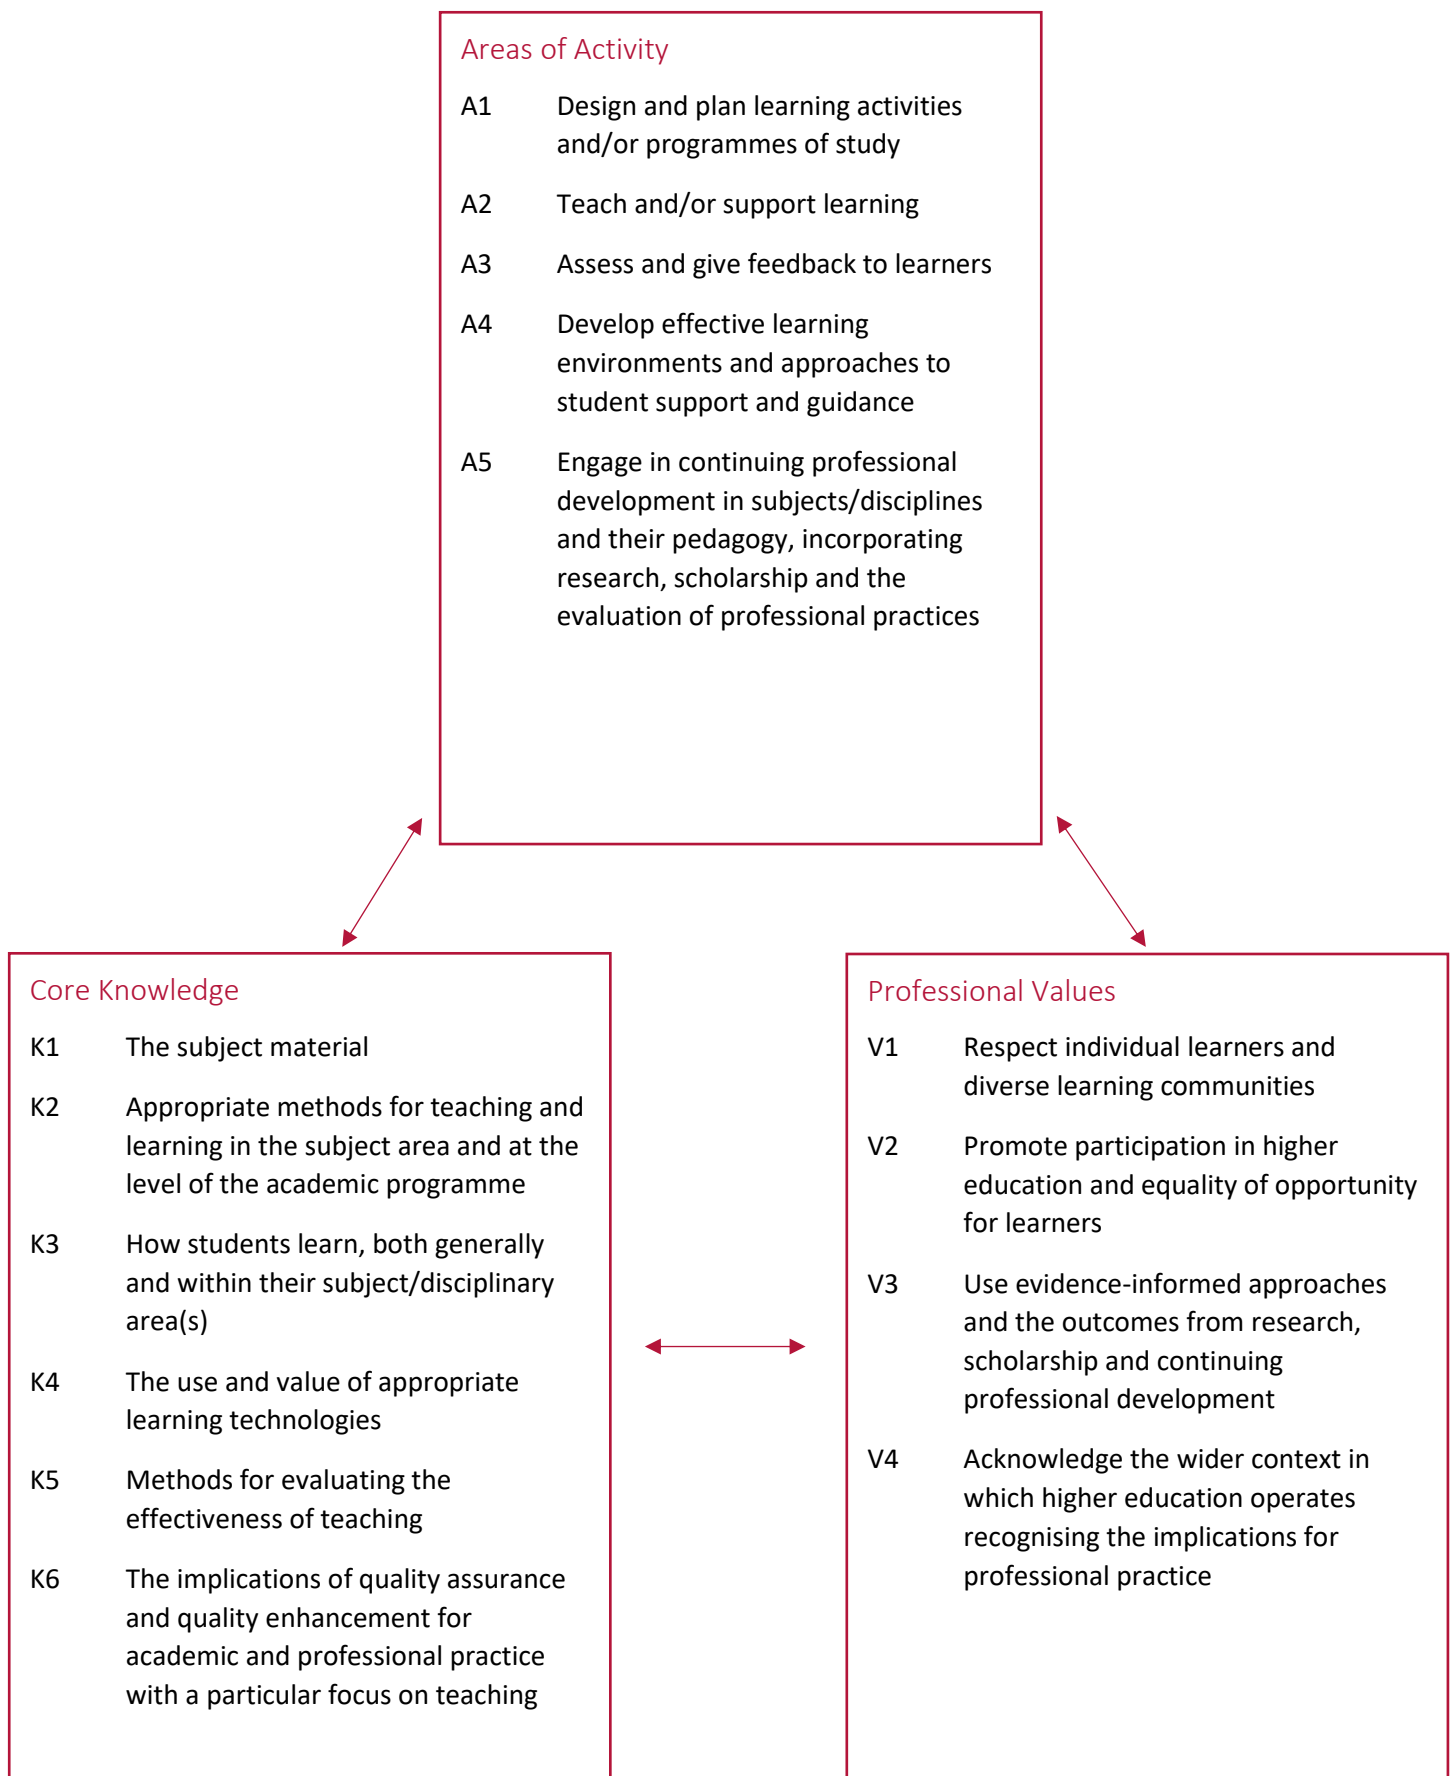 Areas of Activity
A1 Design and plan learning activities
and/or programmes of study
A2 Teach and/or support learning
A3 Assess and give feedback to learners
A4 Develop effective learning
environments and approaches to
student support and guidance
A5 Engage in continuing professional
development in subjects/disciplines
and their pedagogy, incorporating
research, scholarship and the
evaluation of professional practices
Core Knowledge
K1 The subject material
K2 Appropriate methods for teaching and
learning in the subject area and at the
level of the academic programme
K3 How students learn, both generally
and within their subject/disciplinary
area(s)
K4 The use and value of appropriate
learning technologies
K5 Methods for evaluating the
effectiveness of teaching
K6 The implications of quality assurance
and quality enhancement for
academic and professional practice
with a particular focus on teaching
Professional Values
V1 Respect individual learners and
diverse learning communities
V2 Promote participation in higher
education and equality of opportunity
for learners
V3 Use evidence-informed approaches
and the outcomes from research,
scholarship and continuing
professional development
V4 Acknowledge the wider context in
which higher education operates
recognising the implications for
professional practice